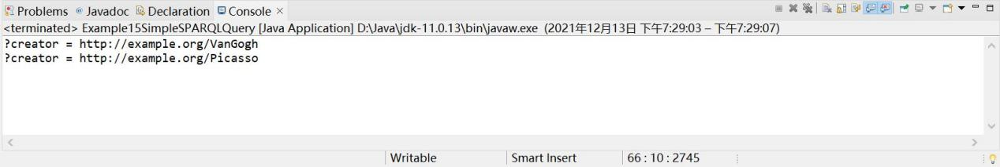 Problems Javadoc Declaration Console
<terminated> Example15SimpleSPARQLQuery [Java Application] D:\Java\jdk-11.0.13\bin\javaw.exe (2021年12月13日 下午7:29:03 – 下午7:29:07)
?creator = http://example.org/VanGogh
?creator = http://example.org/Picasso
Writable Smart Insert 66 : 10 : 2745